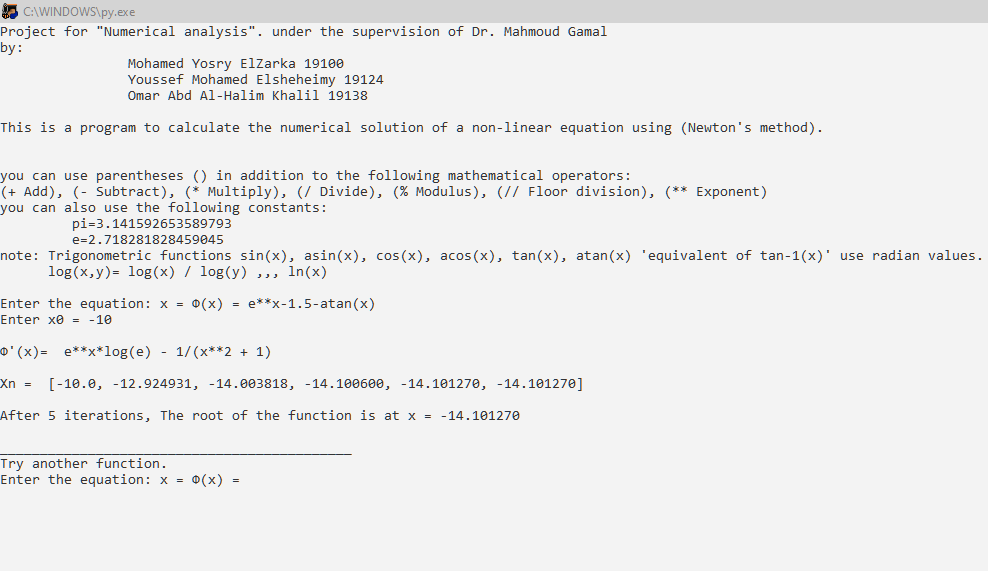 C:\WINDOWS\py.exe
Project for "Numerical analysis". under the supervision of Dr. Mahmoud Gamal
by:
Mohamed Yosry ElZarka 19100
Youssef Mohamed Elsheheimy 19124
Omar Abd Al-Halim Khalil 19138
This is a program to calculate the numerical solution of a non-linear equation using (Newton's method).
you can use parentheses () in addition to the following mathematical operators:
(+ Add), (- Subtract), (* Multiply), (/ Divide), (% Modulus), (// Floor division), (** Exponent)
you can also use the following constants:
pi=3.141592653589793
e=2.718281828459045
note: Trigonometric functions sin(x), asin(x), cos(x), acos(x), tan(x), atan(x) 'equivalent of tan-1(x)' use radian values.
log(x,y)= log(x) / log(y) ,,, ln(x)
Enter the equation: x = Φ(x) = e**x-1.5-atan(x)
Enter x0 = -10
Φ'(x)=  e**x*log(e) - 1/(x**2 + 1)
Xn =  [-10.0, -12.924931, -14.003818, -14.100600, -14.101270, -14.101270]
After 5 iterations, The root of the function is at x = -14.101270
____________________________________________
Try another function.
Enter the equation: x = Φ(x) =